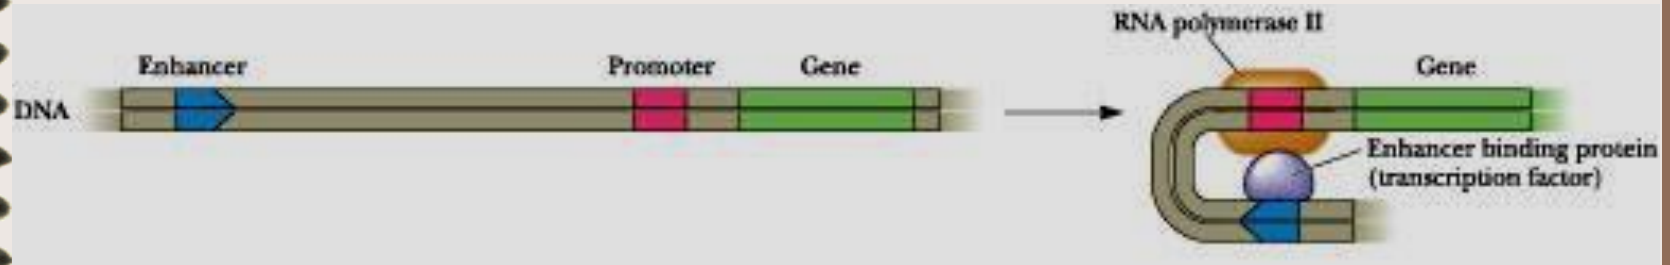 RNA polymerase II
Enhancer Promoter Gene Gene
DNA
Enhancer binding protein
(transcription factor)